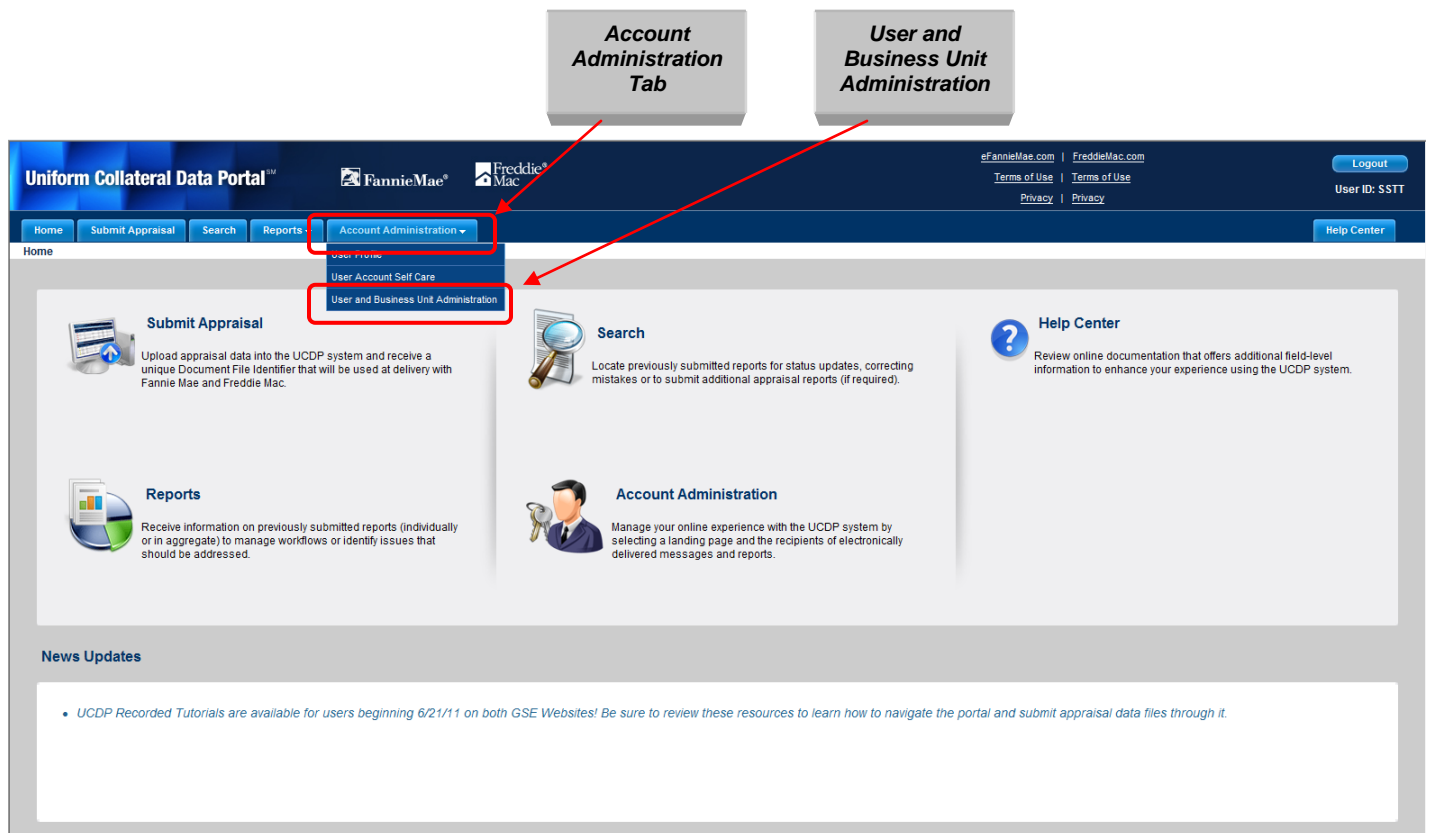 Account
Administration
Tab
User and
Business Unit
Administration
Uniform Collateral Data Portal℠
FannieMae®
Freddie®
Mac
eFannieMae.com | FreddieMac.com
Terms of Use | Terms of Use
Privacy | Privacy
Logout
User ID: SSTT
Home
Submit Appraisal
Search
Reports
Account Administration
Help Center
Home
User Profile
User Account Self Care
User and Business Unit Administration
Submit Appraisal
Upload appraisal data into the UCDP system and receive a
unique Document File Identifier that will be used at delivery with
Fannie Mae and Freddie Mac.
Search
Locate previously submitted reports for status updates, correcting
mistakes or to submit additional appraisal reports (if required).
?
Help Center
Review online documentation that offers additional field-level
information to enhance your experience using the UCDP system.
Reports
Receive information on previously submitted reports (individually
or in aggregate) to manage workflows or identify issues that
should be addressed.
Account Administration
Manage your online experience with the UCDP system by
selecting a landing page and the recipients of electronically
delivered messages and reports.
News Updates
• UCDP Recorded Tutorials are available for users beginning 6/21/11 on both GSE Websites! Be sure to review these resources to learn how to navigate the portal and submit appraisal data files through it.